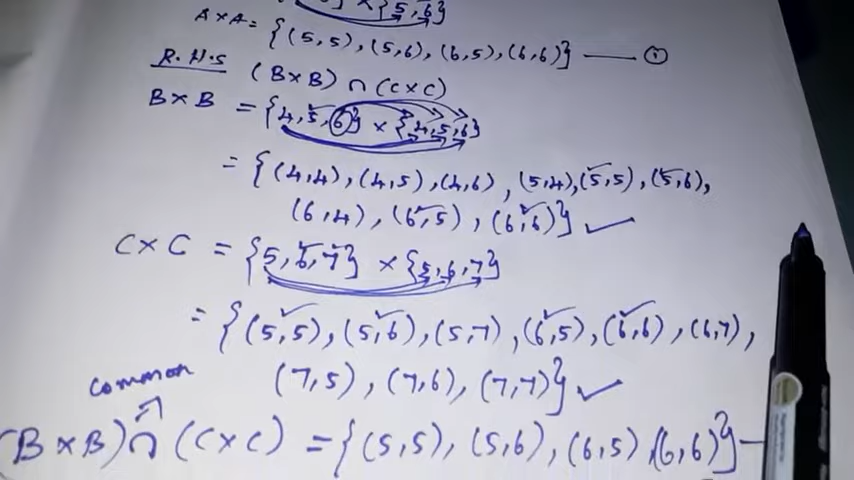 × {5,6}
A×A = {(5,5), (5,6), (6,5), (6,6)} —— ①
R.H.S (B×B) ∩ (C×C)
B×B = {4,5,6} × {4,5,6}
= {(4,4), (4,5), (4,6), (5,4), (5,5), (5,6),
(6,4), (6,5), (6,6)} ✓
C×C = {5,6,7} × {5,6,7}
= {(5,5), (5,6), (5,7), (6,5), (6,6), (6,7),
(7,5), (7,6), (7,7)} ✓
common
(B×B) ∩ (C×C) = {(5,5), (5,6), (6,5), (6,6)} —